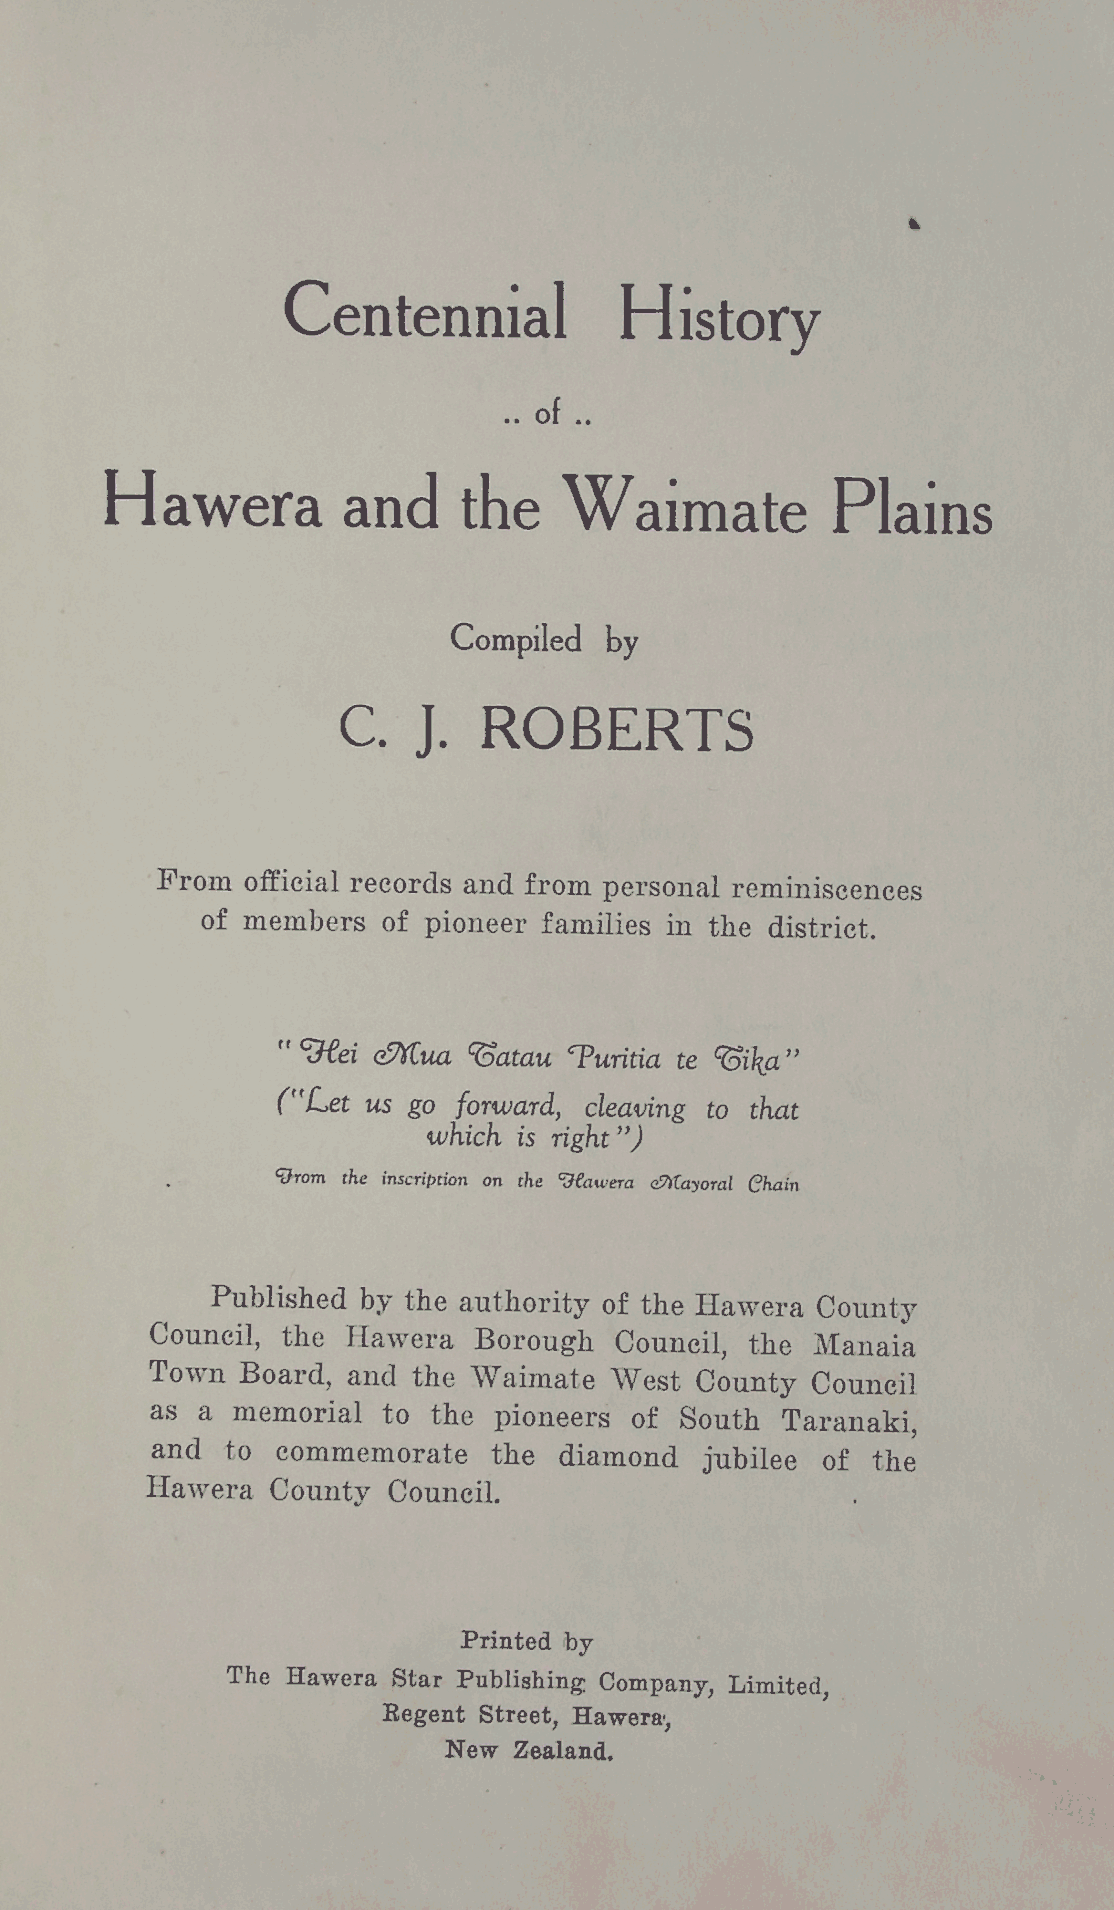 Centennial History
.. of ..
Hawera and the Waimate Plains
Compiled by
C. J. ROBERTS
From official records and from personal reminiscences
of members of pioneer families in the district.
"Hei Mua Tatau Puritia te Tika"
("Let us go forward, cleaving to that
which is right")
From the inscription on the Hawera Mayoral Chain
Published by the authority of the Hawera County
Council, the Hawera Borough Council, the Manaia
Town Board, and the Waimate West County Council
as a memorial to the pioneers of South Taranaki,
and to commemorate the diamond jubilee of the
Hawera County Council.
Printed by
The Hawera Star Publishing Company, Limited,
Regent Street, Hawera,
New Zealand.